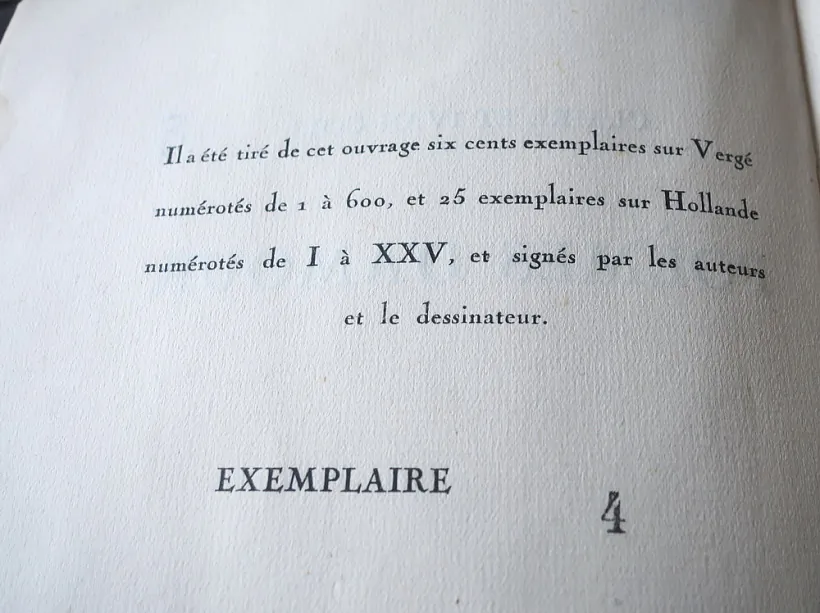 Il a été tiré de cet ouvrage six cents exemplaires sur Vergé
numérotés de 1 à 600, et 25 exemplaires sur Hollande
numérotés de I à XXV, et signés par les auteurs
et le dessinateur.
EXEMPLAIRE 4